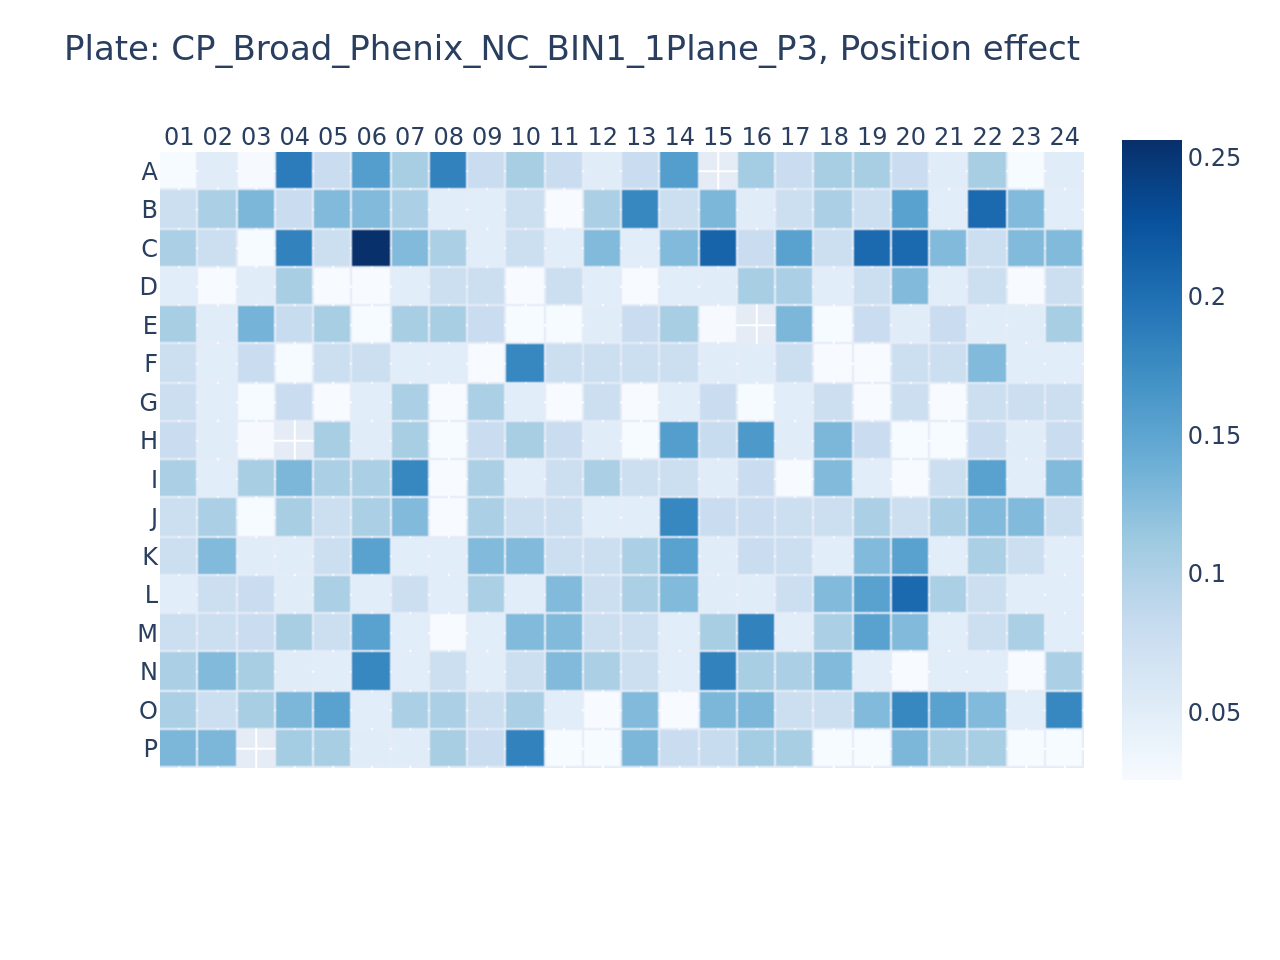 Plate: CP_Broad_Phenix_NC_BIN1_1Plane_P3, Position effect
01 02 03 04 05 06 07 08 09 10 11 12 13 14 15 16 17 18 19 20 21 22 23 24
A
B
C
D
E
F
G
H
I
J
K
L
M
N
O
P
0.25
0.2
0.15
0.1
0.05